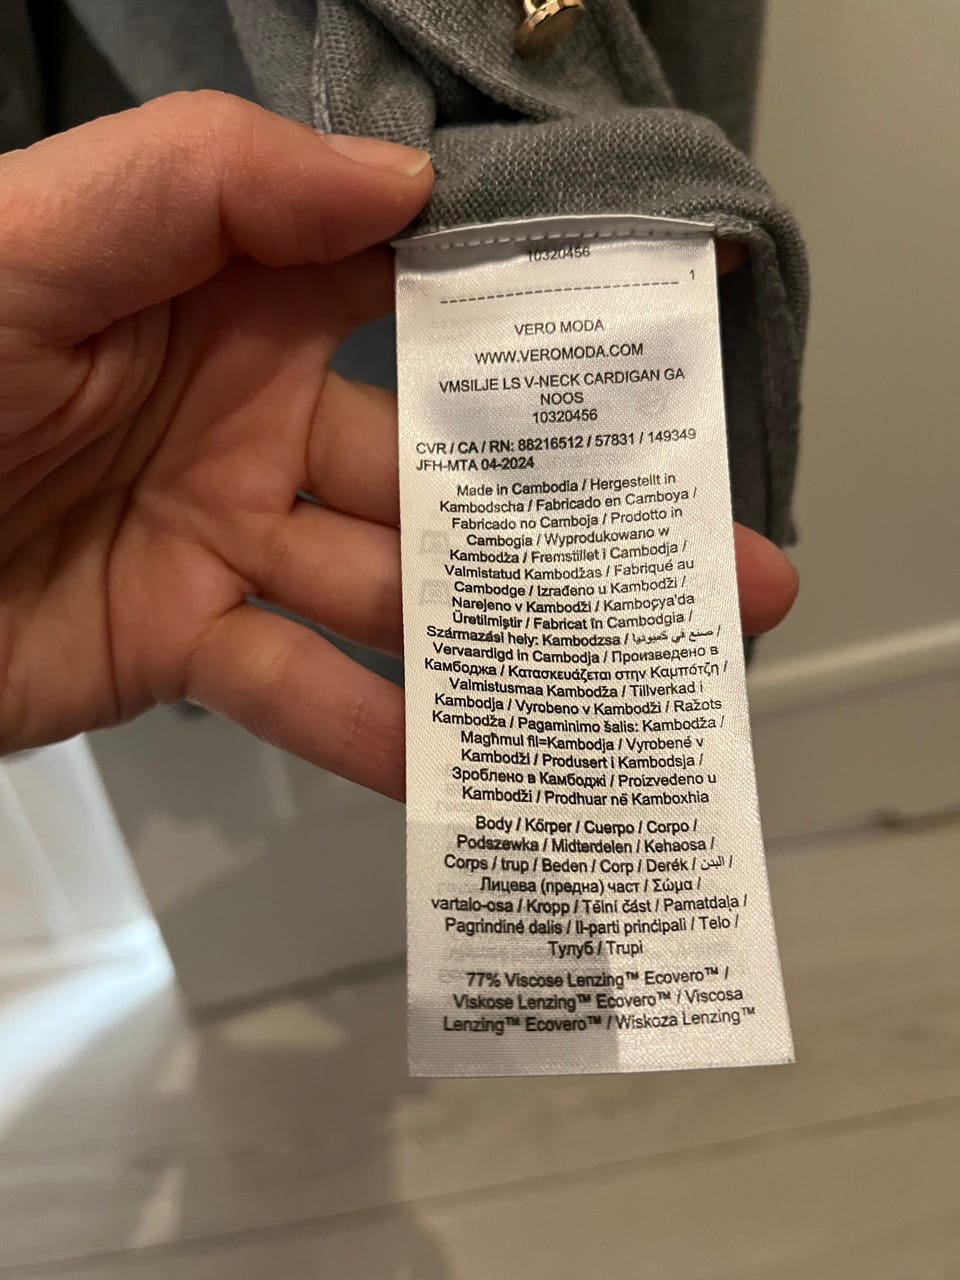 10320456
1
VERO MODA
WWW.VEROMODA.COM
VMSILJE LS V-NECK CARDIGAN GA
NOOS
10320456
CVR / CA / RN: 88216512 / 57831 / 149349
JFH-MTA 04-2024
Made in Cambodia / Hergestellt in
Kambodscha / Fabricado en Camboya /
Fabricado no Camboja / Prodotto in
Cambogia / Wyprodukowano w
Kambodża / Fremstillet i Cambodja /
Valmistatud Kambodžas / Fabriqué au
Cambodge / Izrađeno u Kambodži /
Narejeno v Kambodži / Kamboçya'da
Üretilmiştir / Fabricat în Cambodgia /
Származási hely: Kambodzsa / صنع في كمبوديا /
Vervaardigd in Cambodja / Произведено в
Камбоджа / Κατασκευάζεται στην Καμπότζη /
Valmistusmaa Kambodža / Tillverkad i
Kambodja / Vyrobeno v Kambodži / Ražots
Kambodža / Pagaminimo šalis: Kambodža /
Magħmul fil=Kambodja / Vyrobené v
Kambodži / Produsert i Kambodsja /
Зроблено в Камбоджі / Proizvedeno u
Kambodži / Prodhuar në Kamboxhia
Body / Körper / Cuerpo / Corpo /
Podszewka / Midterdelen / Kehaosa /
Corps / trup / Beden / Corp / Derék / البدن /
Лицева (предна) част / Σώμα /
vartalo-osa / Kropp / Tělní část / Pamatdaļa /
Pagrindinė dalis / Il-parti prinċipali / Telo /
Тулуб / Trupi
77% Viscose Lenzing™ Ecovero™ /
Viskose Lenzing™ Ecovero™ / Viscosa
Lenzing™ Ecovero™ / Wiskoza Lenzing™